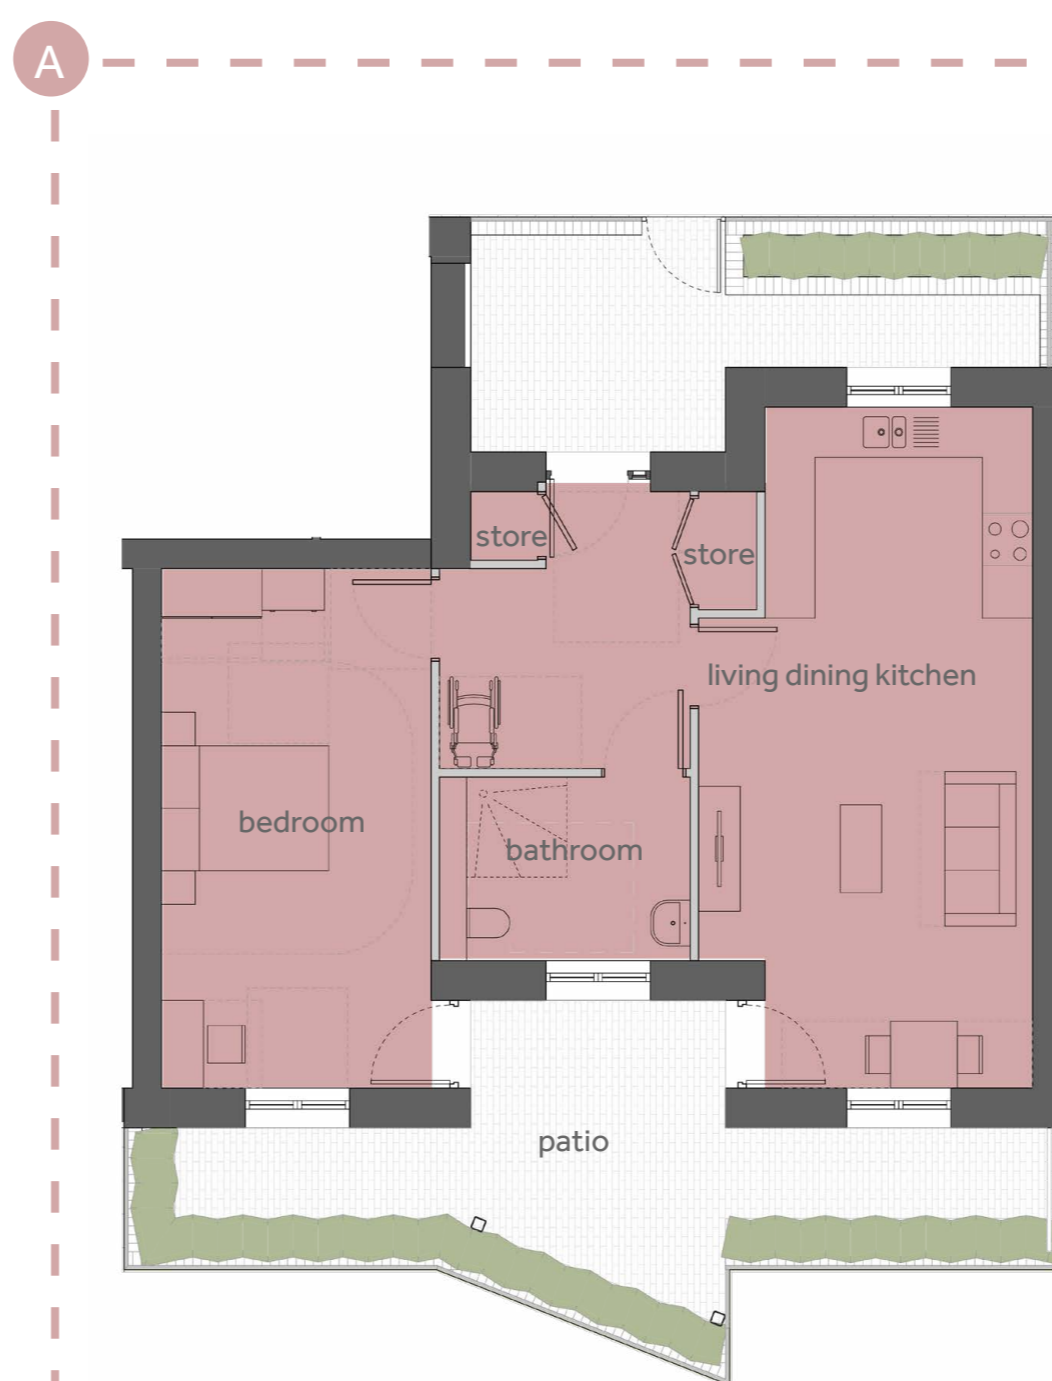 A
store
store
living dining kitchen
bedroom
bathroom
patio